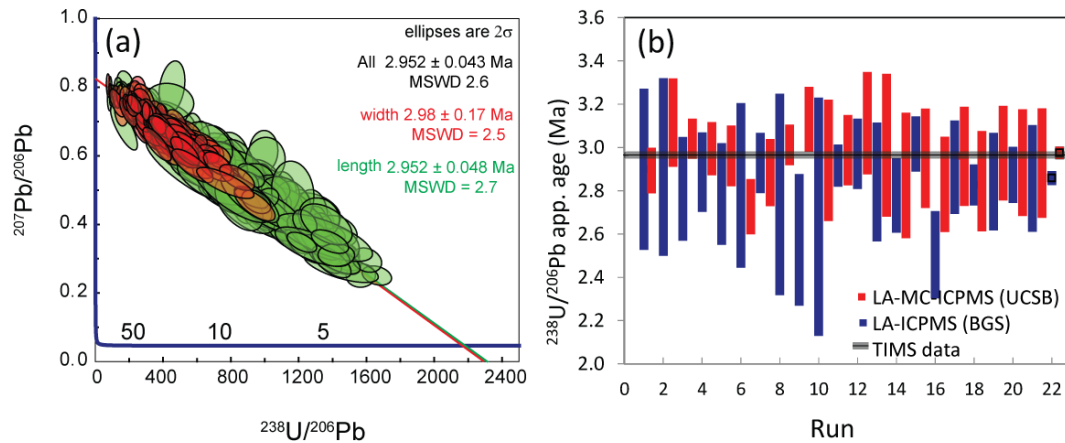 (a)
ellipses are 2σ
All 2.952 ± 0.043 Ma
MSWD 2.6
width 2.98 ± 0.17 Ma
MSWD = 2.5
length 2.952 ± 0.048 Ma
MSWD = 2.7
1.0
0.8
0.6
0.4
0.2
0.0
²⁰⁷Pb/²⁰⁶Pb
50 10 5
0 400 800 1200 1600 2000 2400
²³⁸U/²⁰⁶Pb
(b)
3.6
3.4
3.2
3.0
2.8
2.6
2.4
2.2
2.0
²³⁸U/²⁰⁶Pb app. age (Ma)
LA-MC-ICPMS (UCSB)
LA-ICPMS (BGS)
TIMS data
0 2 4 6 8 10 12 14 16 18 20 22
Run